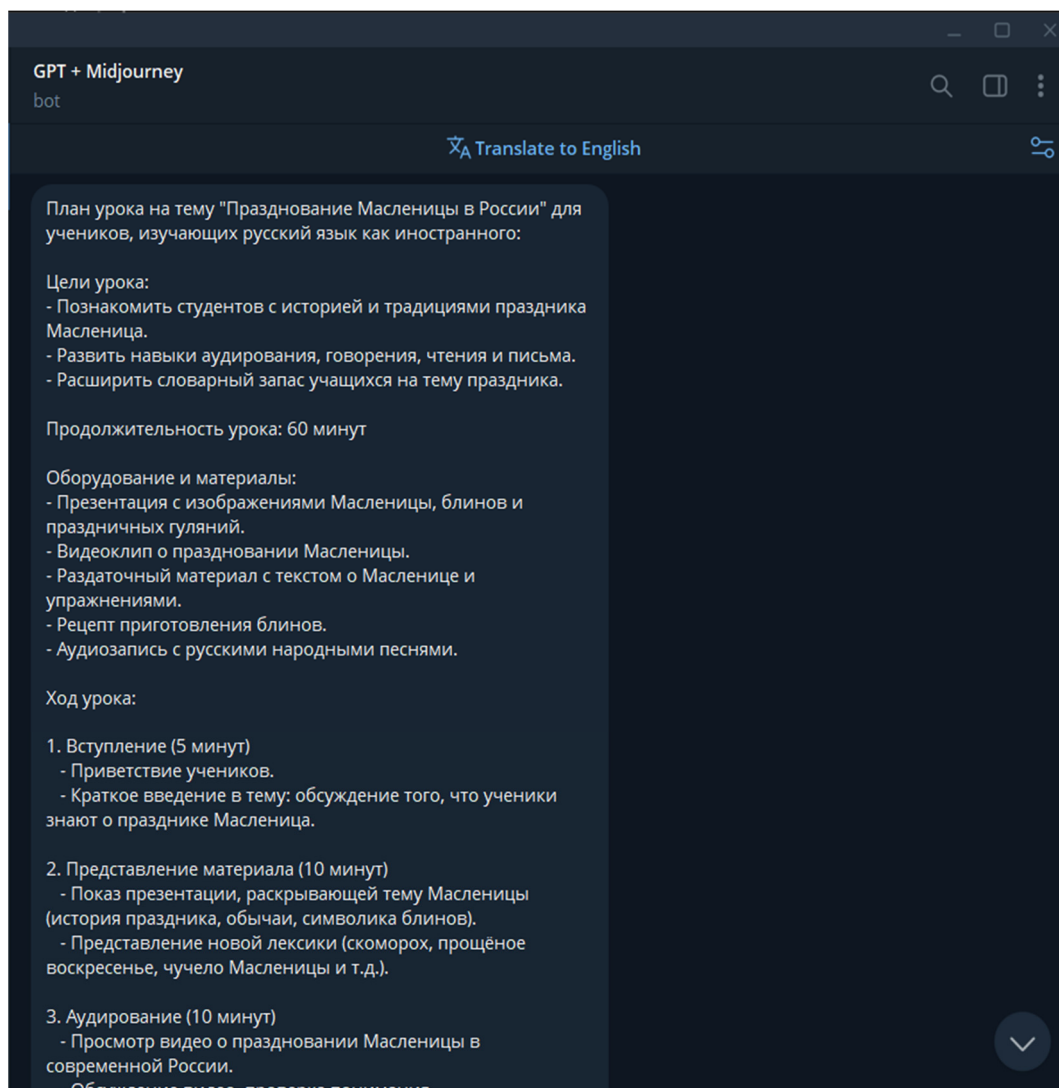 GPT + Midjourney
bot
Translate to English
План урока на тему "Празднование Масленицы в России" для
учеников, изучающих русский язык как иностранного:
Цели урока:
- Познакомить студентов с историей и традициями праздника
Масленица.
- Развить навыки аудирования, говорения, чтения и письма.
- Расширить словарный запас учащихся на тему праздника.
Продолжительность урока: 60 минут
Оборудование и материалы:
- Презентация с изображениями Масленицы, блинов и
праздничных гуляний.
- Видеоклип о праздновании Масленицы.
- Раздаточный материал с текстом о Масленице и
упражнениями.
- Рецепт приготовления блинов.
- Аудиозапись с русскими народными песнями.
Ход урока:
1. Вступление (5 минут)
- Приветствие учеников.
- Краткое введение в тему: обсуждение того, что ученики
знают о празднике Масленица.
2. Представление материала (10 минут)
- Показ презентации, раскрывающей тему Масленицы
(история праздника, обычаи, символика блинов).
- Представление новой лексики (скоморох, прощёное
воскресенье, чучело Масленицы и т.д.).
3. Аудирование (10 минут)
- Просмотр видео о праздновании Масленицы в
современной России.